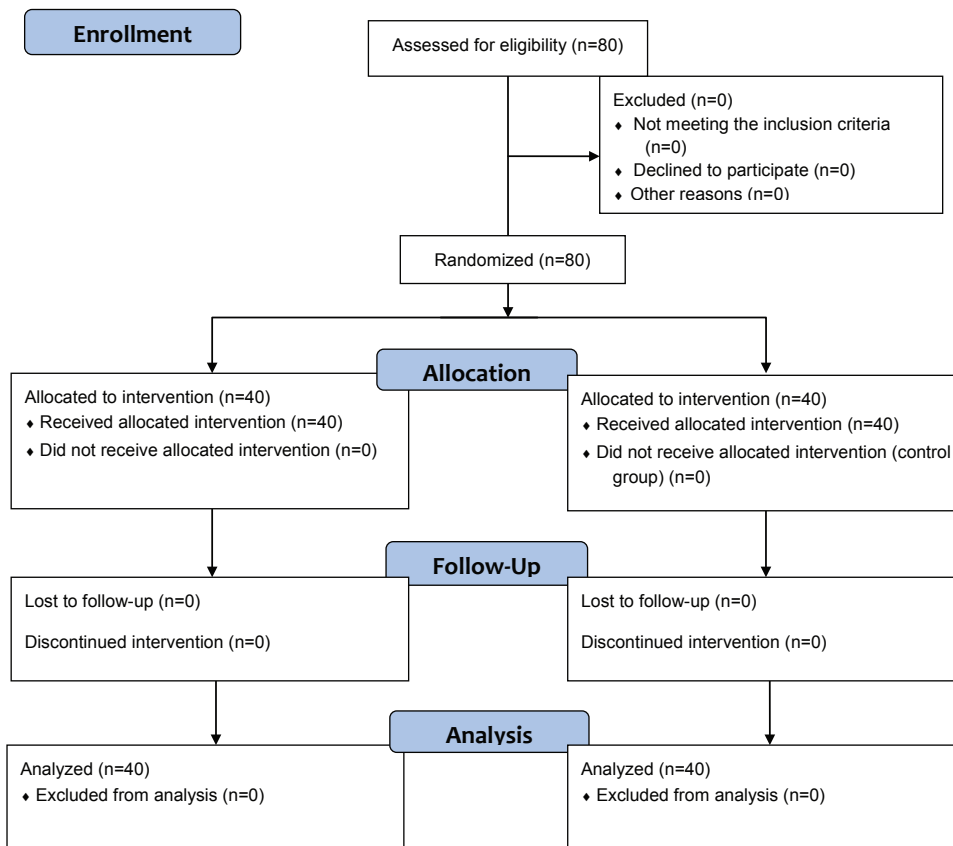 Enrollment
Assessed for eligibility (n=80)
Excluded (n=0)
♦ Not meeting the inclusion criteria
(n=0)
♦ Declined to participate (n=0)
♦ Other reasons (n=0)
Randomized (n=80)
Allocation
Allocated to intervention (n=40)
♦ Received allocated intervention (n=40)
♦ Did not receive allocated intervention (n=0)
Allocated to intervention (n=40)
♦ Received allocated intervention (n=40)
♦ Did not receive allocated intervention (control
group) (n=0)
Follow-Up
Lost to follow-up (n=0)
Discontinued intervention (n=0)
Lost to follow-up (n=0)
Discontinued intervention (n=0)
Analysis
Analyzed (n=40)
♦ Excluded from analysis (n=0)
Analyzed (n=40)
♦ Excluded from analysis (n=0)